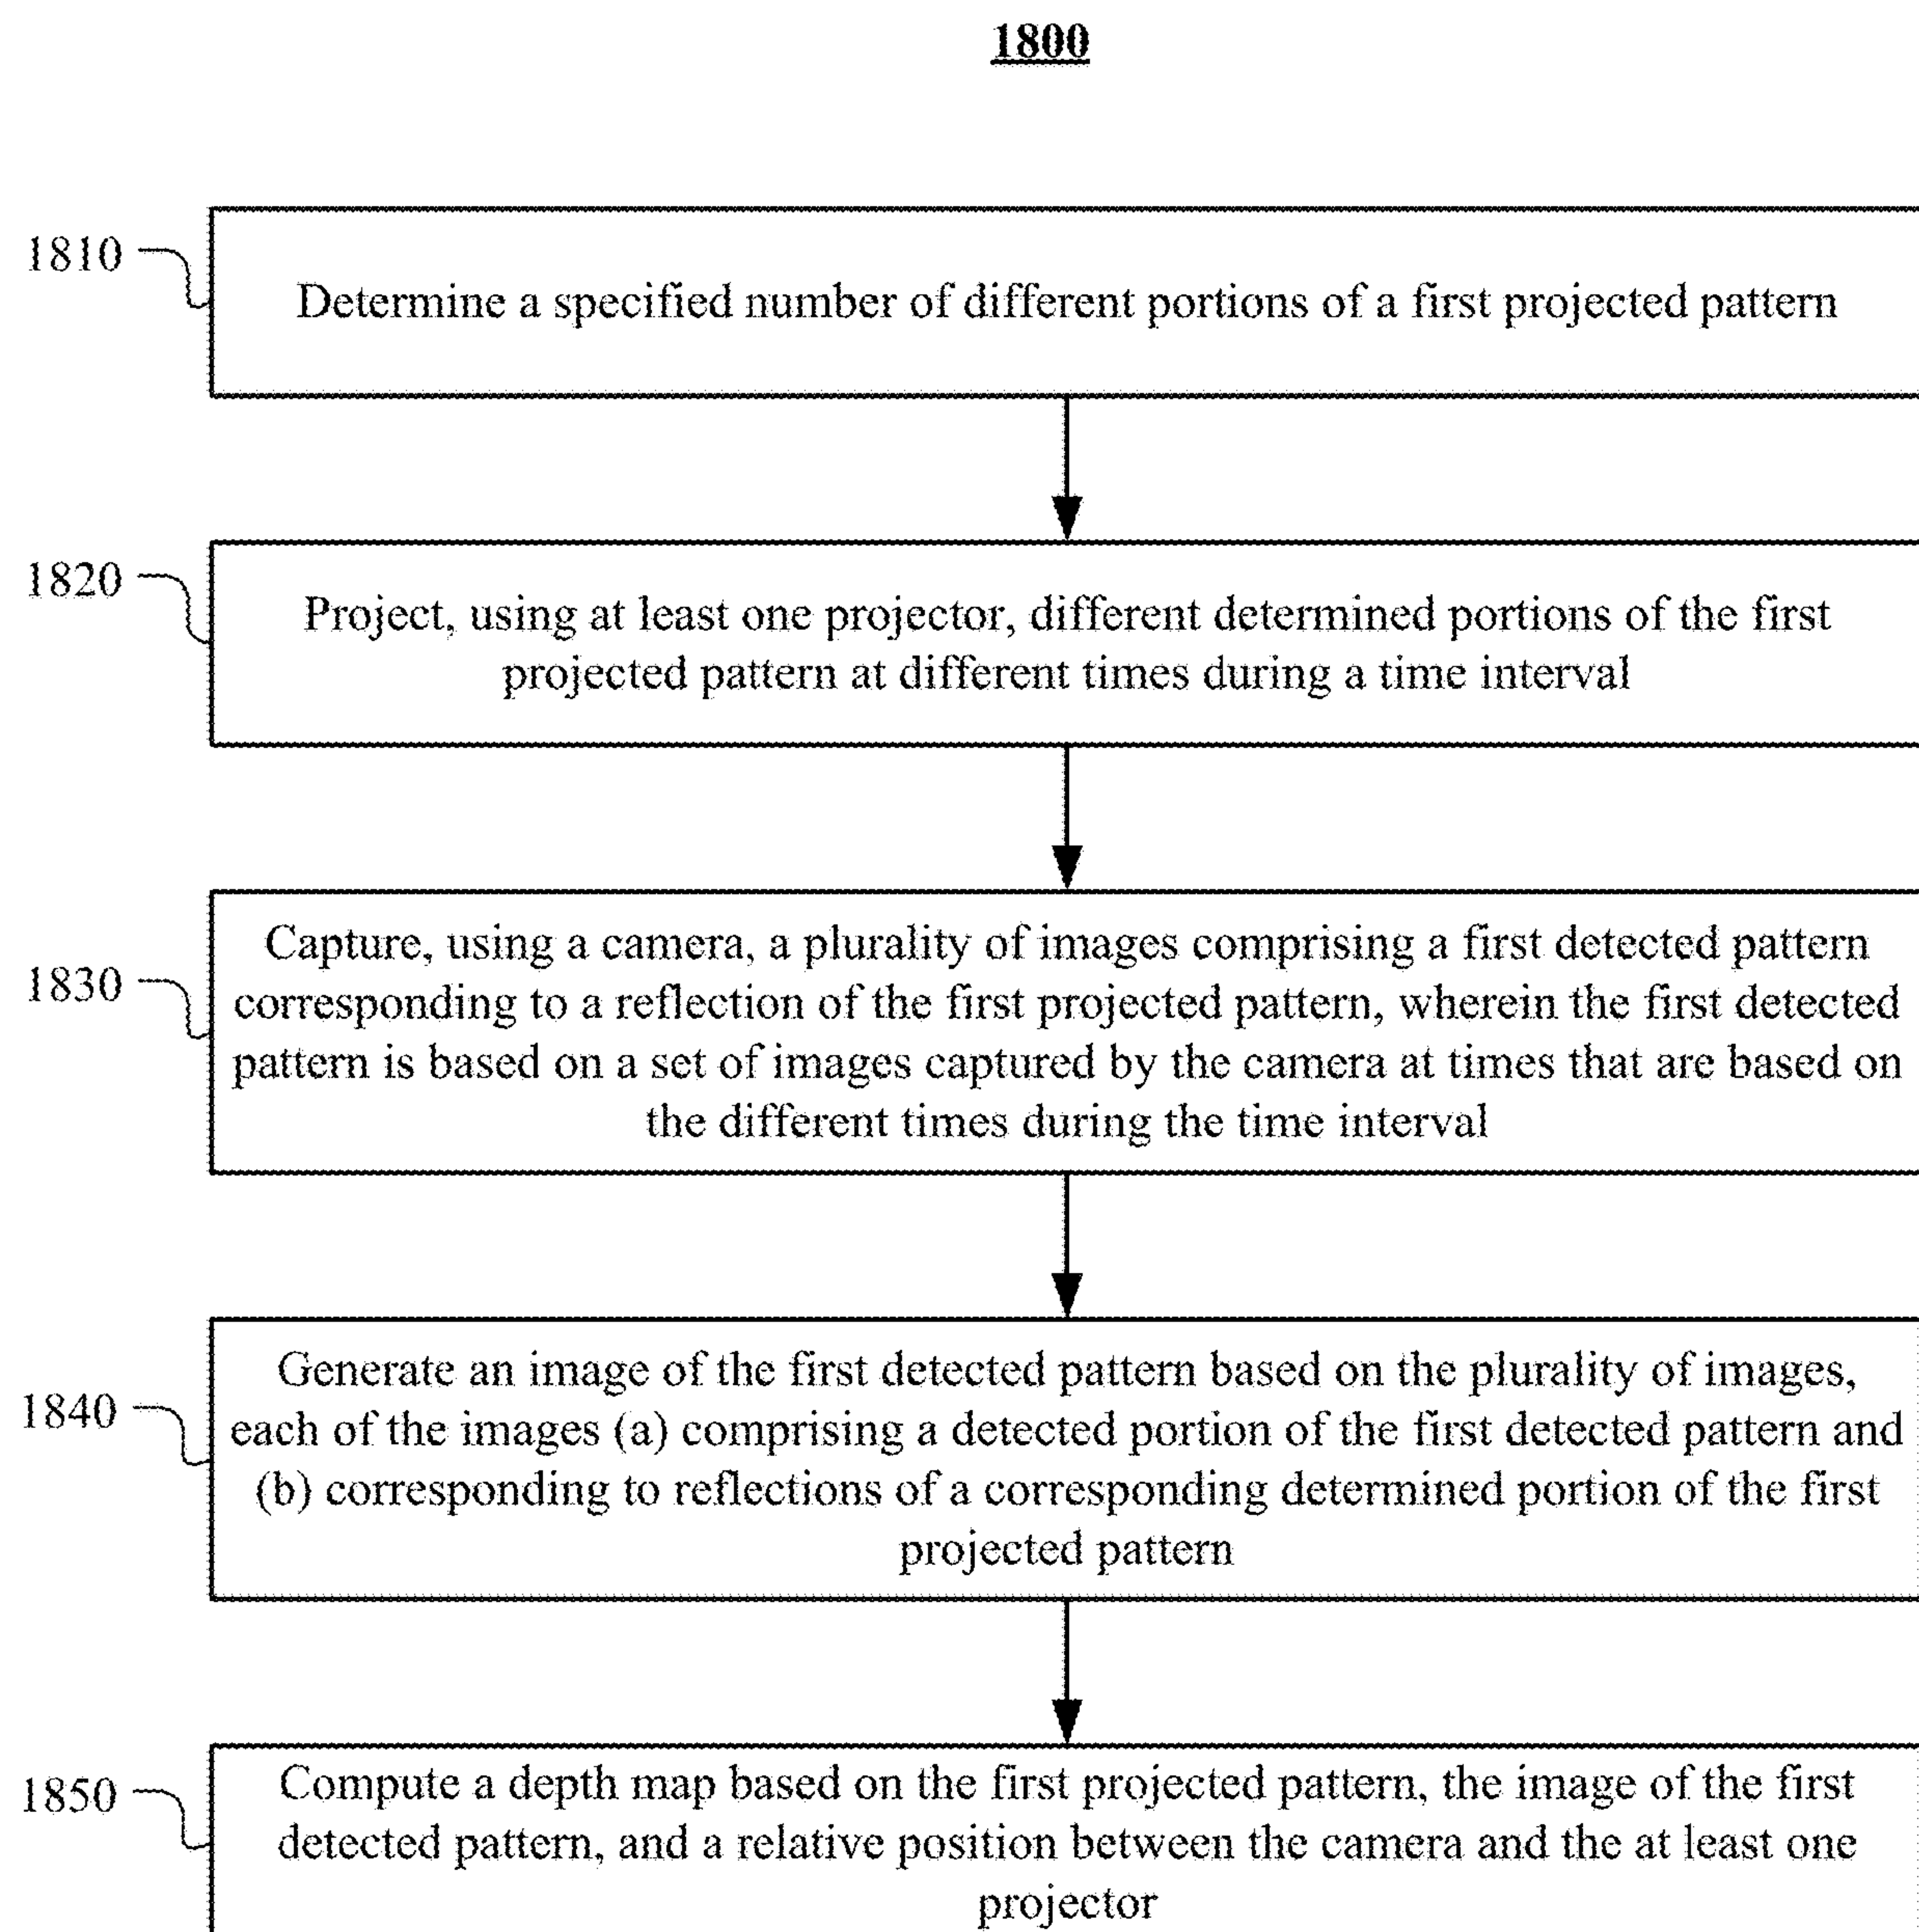 1800
1810
Determine a specified number of different portions of a first projected pattern
1820
Project, using at least one projector, different determined portions of the first
projected pattern at different times during a time interval
1830
Capture, using a camera, a plurality of images comprising a first detected pattern
corresponding to a reflection of the first projected pattern, wherein the first detected
pattern is based on a set of images captured by the camera at times that are based on
the different times during the time interval
1840
Generate an image of the first detected pattern based on the plurality of images,
each of the images (a) comprising a detected portion of the first detected pattern and
(b) corresponding to reflections of a corresponding determined portion of the first
projected pattern
1850
Compute a depth map based on the first projected pattern, the image of the first
detected pattern, and a relative position between the camera and the at least one
projector